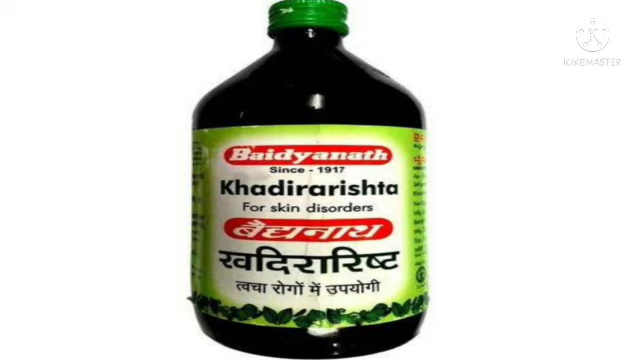 KINEMASTER
Baidyanath
Since - 1917
Khadirarishta
For skin disorders
बैद्यनाथ
खदिरारिष्ट
त्वचा रोगों में उपयोगी